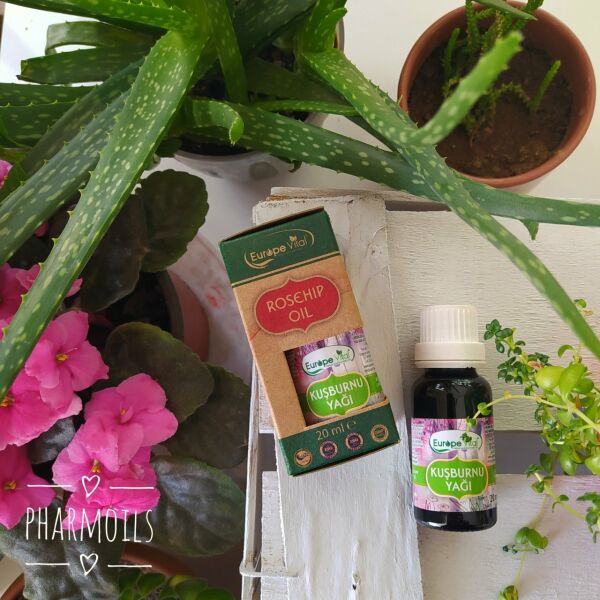 Europe Vital
ROSEHIP
OIL
Europe Vital
KUŞBURNU
YAĞI
20 ml
Europe Vital
KUŞBURNU
YAĞI
PHARMOILS